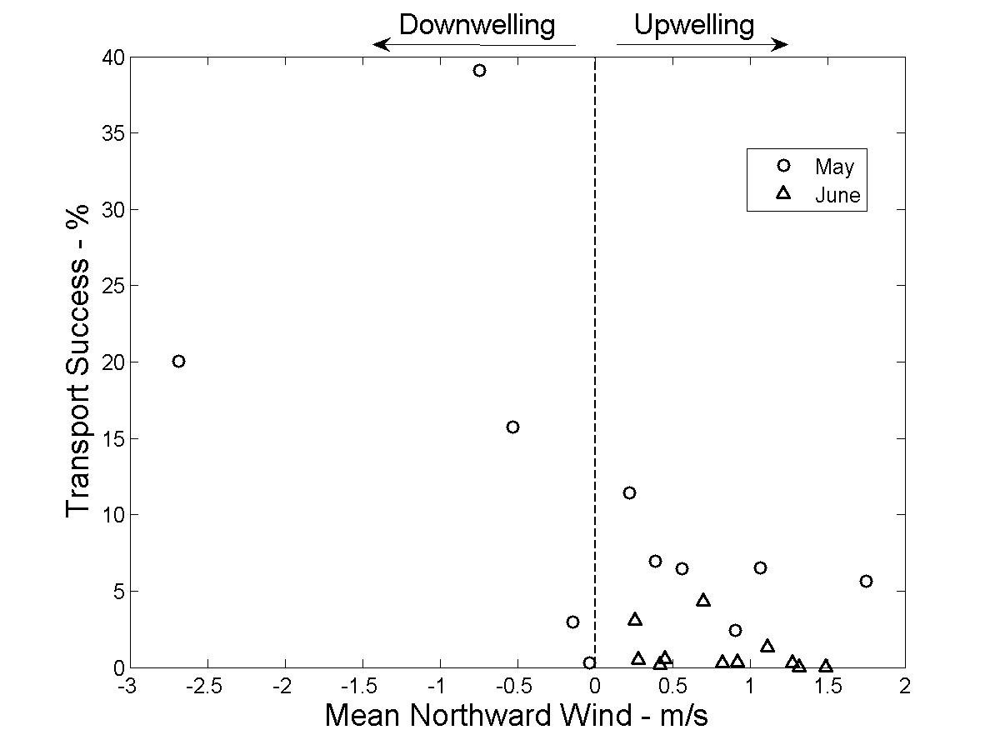 Downwelling Upwelling
40
35
30
25
20
15
10
5
0
Transport Success - %
May
June
-3 -2.5 -2 -1.5 -1 -0.5 0 0.5 1 1.5 2
Mean Northward Wind - m/s